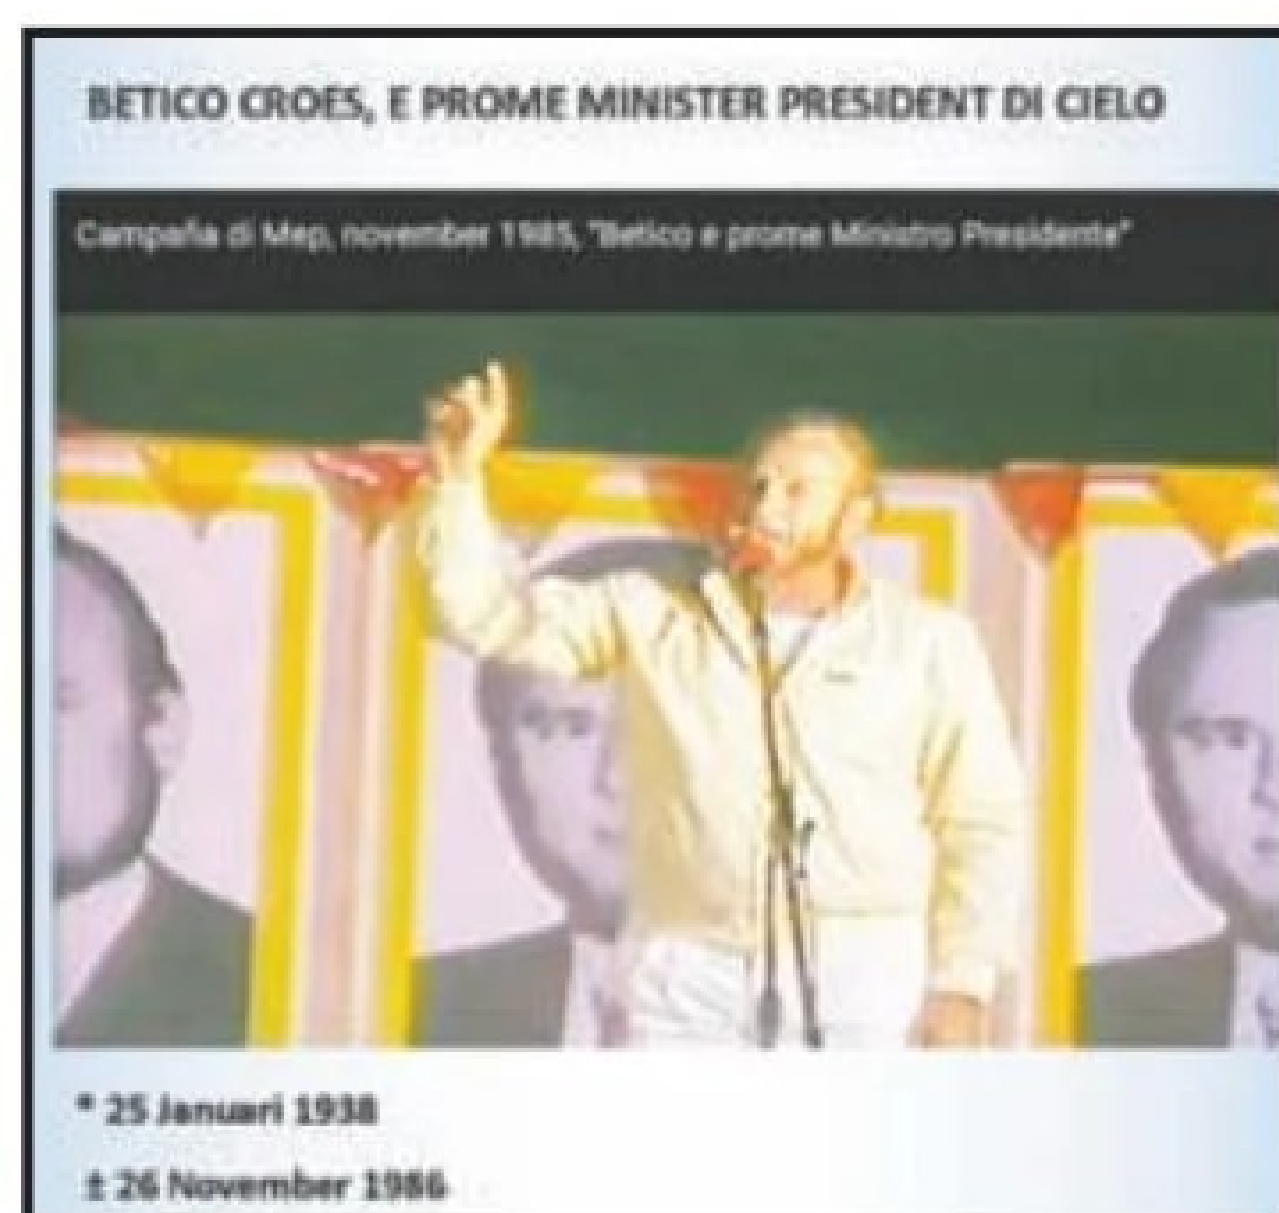 BETICO CROES, E PROME MINISTER PRESIDENT DI CIELO
Campaña di Mep, november 1985, "Betico e prome Ministro Presidente"
* 25 Januari 1938
± 26 November 1986